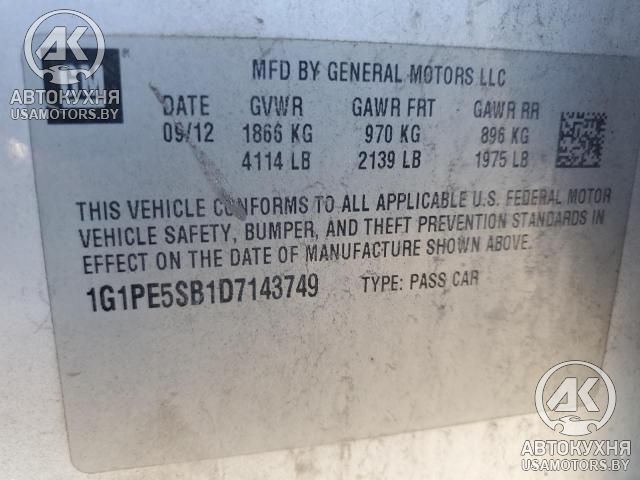 AK
АВТОКУХНЯ
USAMOTORS.BY
GM
MFD BY GENERAL MOTORS LLC
DATE GVWR GAWR FRT GAWR RR
09/12 1866 KG 970 KG 896 KG
4114 LB 2139 LB 1975 LB
THIS VEHICLE CONFORMS TO ALL APPLICABLE U.S. FEDERAL MOTOR
VEHICLE SAFETY, BUMPER, AND THEFT PREVENTION STANDARDS IN
EFFECT ON THE DATE OF MANUFACTURE SHOWN ABOVE.
1G1PE5SB1D7143749 TYPE: PASS CAR
AK
АВТОКУХНЯ
USAMOTORS.BY